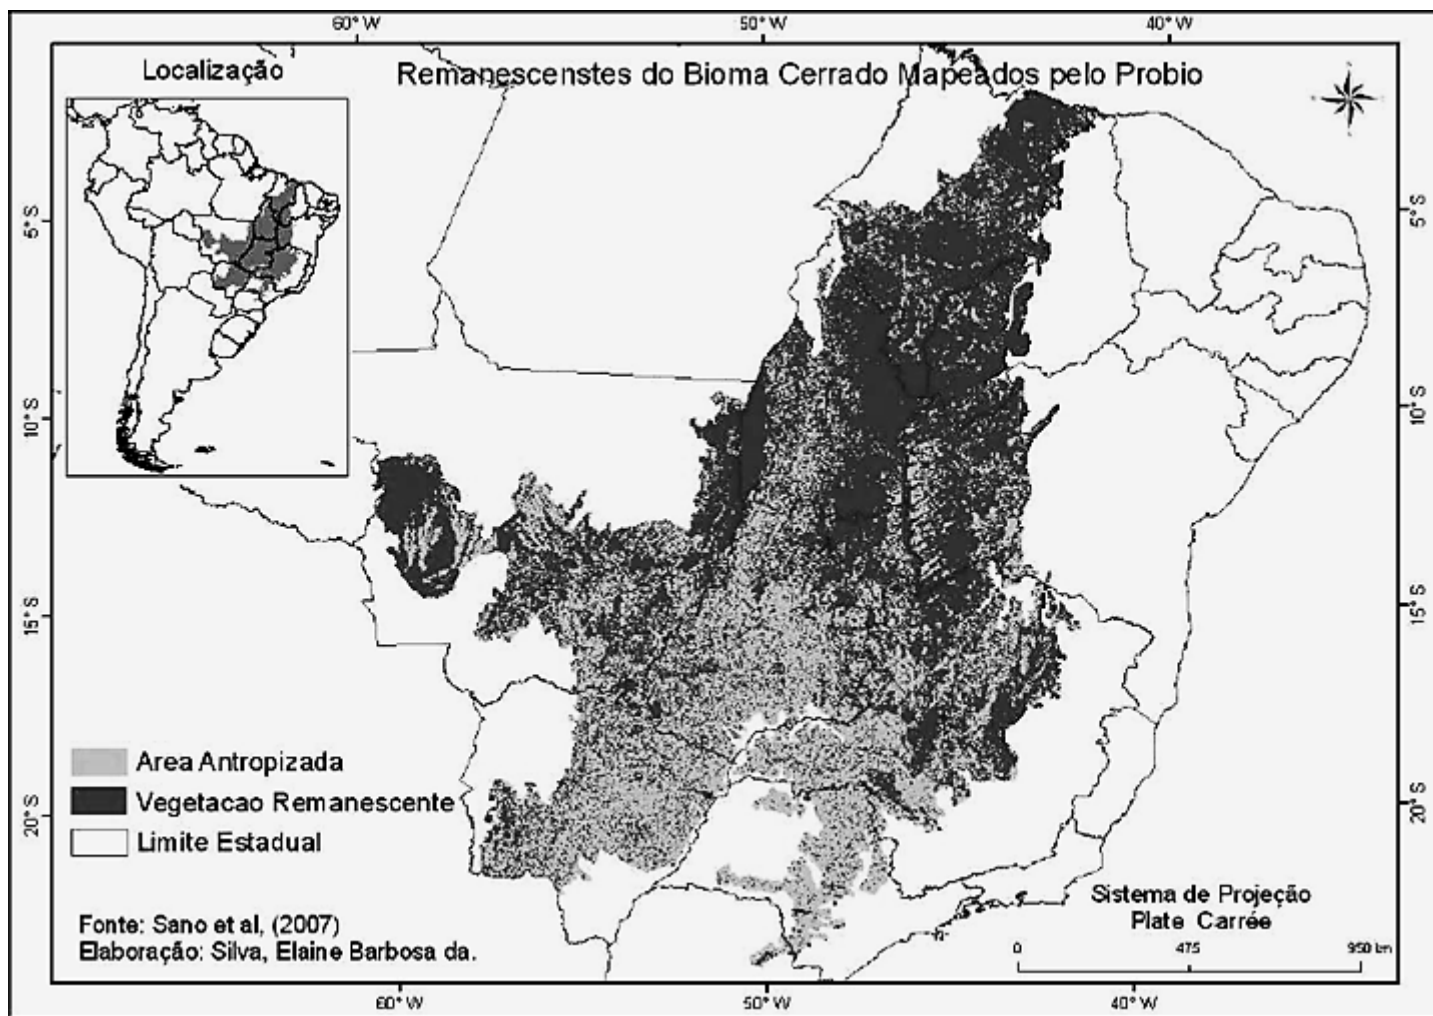 60° W 50° W 40° W
Localização
Remanescenstes do Bioma Cerrado Mapeados pelo Probio
5°S 5°S
10°S 10°S
15°S 15°S
20°S 20°S
Area Antropizada
Vegetacao Remanescente
Limite Estadual
Fonte: Sano et al, (2007)
Elaboração: Silva, Elaine Barbosa da.
Sistema de Projeção
Plate Carrée
0 475 950 km
60° W 50° W 40° W